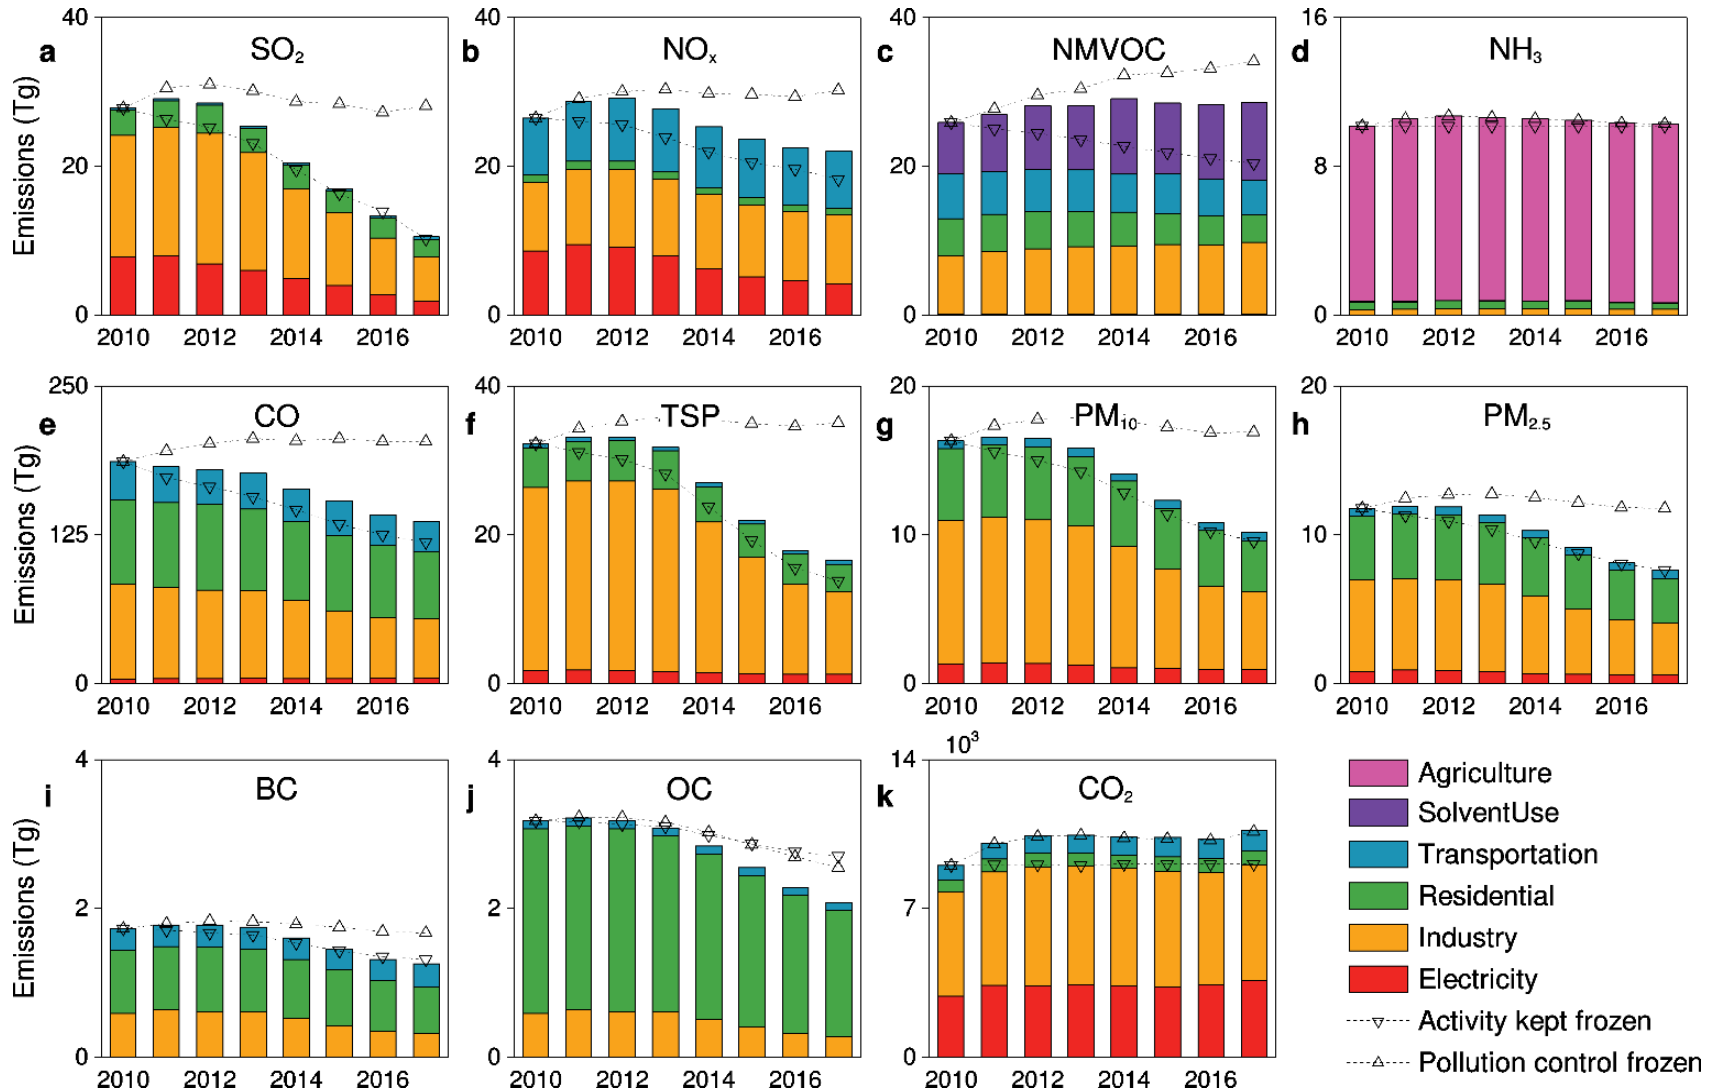 a SO₂
b NOₓ
c NMVOC
d NH₃
Emissions (Tg)
40 20 0
40 20 0
40 20 0
16 8 0
2010 2012 2014 2016
2010 2012 2014 2016
2010 2012 2014 2016
2010 2012 2014 2016
e CO
f TSP
g PM₁₀
h PM₂.₅
Emissions (Tg)
250 125 0
40 20 0
20 10 0
20 10 0
2010 2012 2014 2016
2010 2012 2014 2016
2010 2012 2014 2016
2010 2012 2014 2016
i BC
j OC
k CO₂
Emissions (Tg)
4 2 0
4 2 0
10³
14 7 0
2010 2012 2014 2016
2010 2012 2014 2016
2010 2012 2014 2016
Agriculture
SolventUse
Transportation
Residential
Industry
Electricity
Activity kept frozen
Pollution control frozen